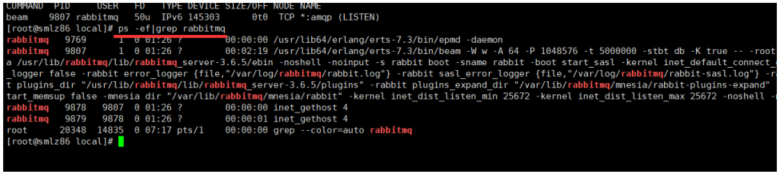 COMMAND PID USER FD TYPE DEVICE SIZE/OFF NODE NAME
beam 9807 rabbitmq 50u IPv6 145303 0t0 TCP *:amqp (LISTEN)
[root@smlz86 local]# ps -ef|grep rabbitmq
rabbitmq 9769 1 0 01:26 ? 00:00:00 /usr/lib64/erlang/erts-7.3/bin/epmd -daemon
rabbitmq 9807 1 0 01:26 ? 00:02:19 /usr/lib64/erlang/erts-7.3/bin/beam -W w -A 64 -P 1048576 -t 5000000 -stbt db -K true -- -root
a /usr/lib/rabbitmq/lib/rabbitmq_server-3.6.5/ebin -noshell -noinput -s rabbit boot -sname rabbit -boot start_sasl -kernel inet_default_connect_
_logger false -rabbit error_logger {file,"/var/log/rabbitmq/rabbit.log"} -rabbit sasl_error_logger {file,"/var/log/rabbitmq/rabbit-sasl.log"} -r
t plugins_dir "/usr/lib/rabbitmq/lib/rabbitmq_server-3.6.5/plugins" -rabbit plugins_expand_dir "/var/lib/rabbitmq/mnesia/rabbit-plugins-expand"
tart_memsup false -mnesia dir "/var/lib/rabbitmq/mnesia/rabbit" -kernel inet_dist_listen_min 25672 -kernel inet_dist_listen_max 25672 -noshell -
rabbitmq 9878 9807 0 01:26 ? 00:00:00 inet_gethost 4
rabbitmq 9879 9878 0 01:26 ? 00:00:01 inet_gethost 4
root 20348 14835 0 07:17 pts/1 00:00:00 grep --color=auto rabbitmq
[root@smlz86 local]#